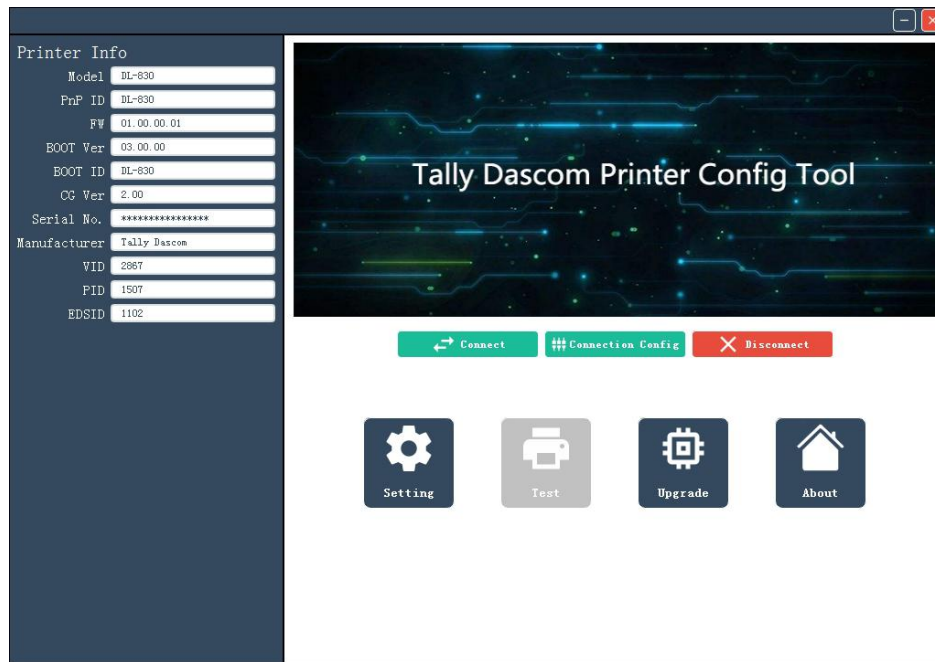 Printer Info
Model DL-830
PnP ID DL-830
FW 01.00.00.01
BOOT Ver 03.00.00
BOOT ID DL-830
CG Ver 2.00
Serial No. ****************
Manufacturer Tally Dascom
VID 2867
PID 1507
EDSID 1102
Tally Dascom Printer Config Tool
Connect Connection Config Disconnect
Setting Test Upgrade About